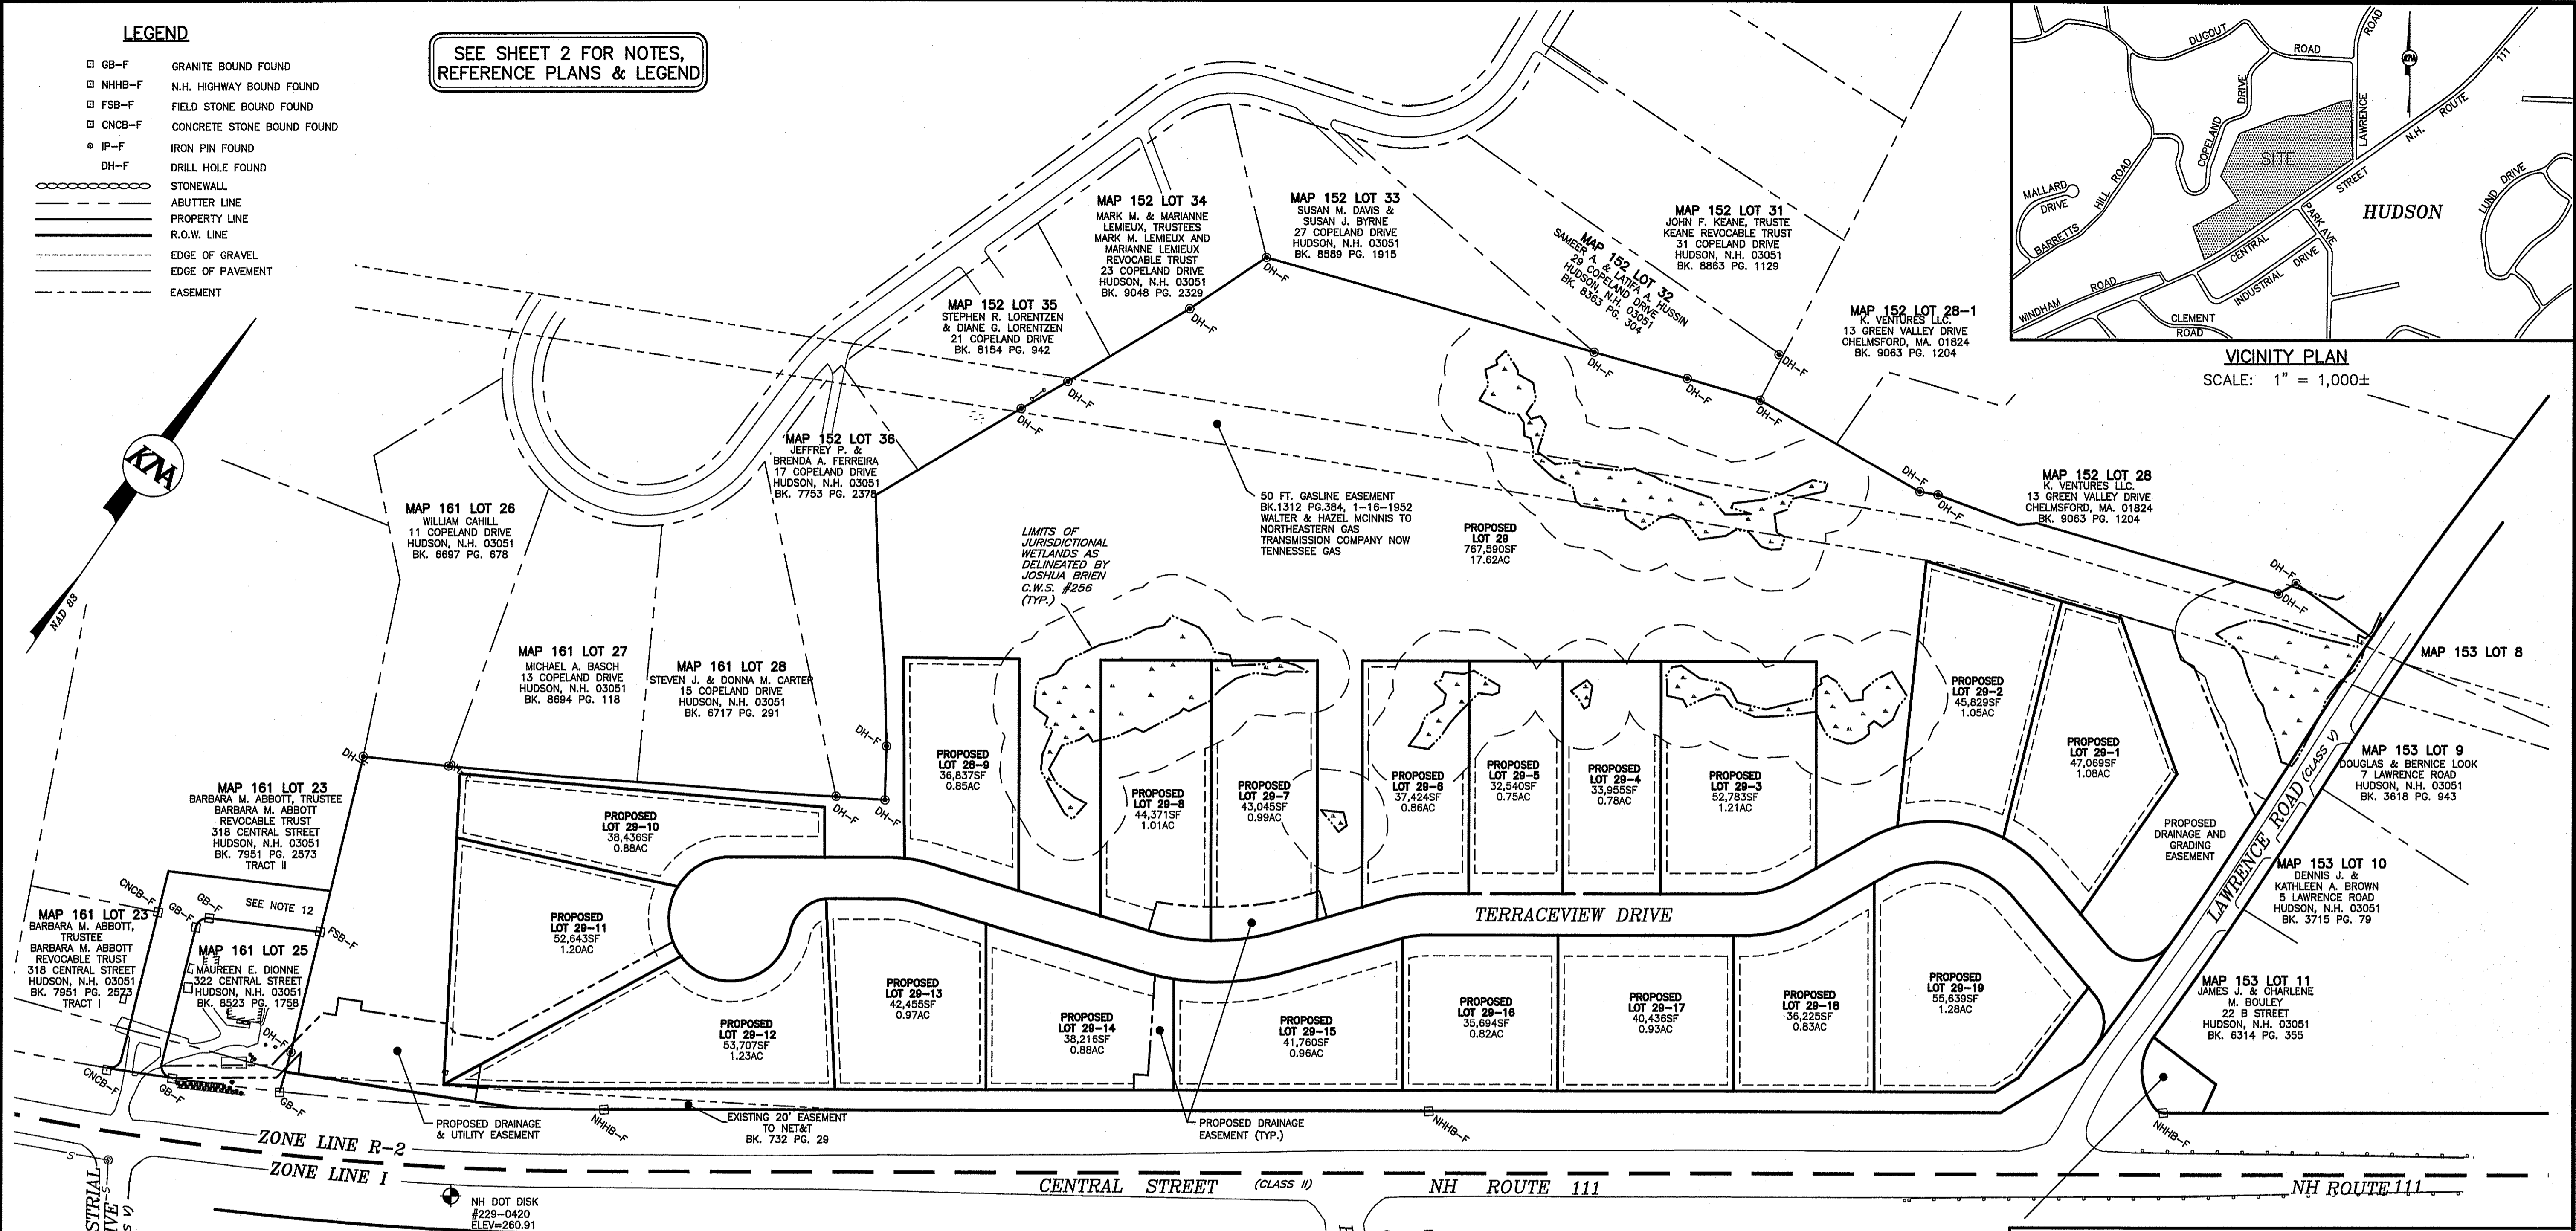 LEGEND
GB-F GRANITE BOUND FOUND
NHHB-F N.H. HIGHWAY BOUND FOUND
FSB-F FIELD STONE BOUND FOUND
CNCB-F CONCRETE STONE BOUND FOUND
IP-F IRON PIN FOUND
DH-F DRILL HOLE FOUND
STONEWALL
ABUTTER LINE
PROPERTY LINE
R.O.W. LINE
EDGE OF GRAVEL
EDGE OF PAVEMENT
EASEMENT
SEE SHEET 2 FOR NOTES,
REFERENCE PLANS & LEGEND
DUGOUT
ROAD
ROAD
111
COPELAND
DRIVE
LAWRENCE
N.H. ROUTE
SITE
STREET
MALLARD
DRIVE
HILL ROAD
BARRETTS
PARK AVE
HUDSON
LUND DRIVE
CENTRAL
INDUSTRIAL DRIVE
WINDHAM ROAD
CLEMENT
ROAD
KNA
VICINITY PLAN
SCALE: 1" = 1,000±
KNA
NAD 83
MAP 152 LOT 34
MARK M. & MARIANNE
LEMIEUX, TRUSTEES
MARK M. LEMIEUX AND
MARIANNE LEMIEUX
REVOCABLE TRUST
23 COPELAND DRIVE
HUDSON, N.H. 03051
BK. 9048 PG. 2329
MAP 152 LOT 33
SUSAN M. DAVIS &
SUSAN J. BYRNE
27 COPELAND DRIVE
HUDSON, N.H. 03051
BK. 8589 PG. 1915
MAP 152 LOT 32
SAMEER A. & LATIFA A. HUSSIN
29 COPELAND DRIVE
HUDSON, N.H. 03051
BK. 8363 PG. 304
MAP 152 LOT 31
JOHN F. KEANE, TRUSTE
KEANE REVOCABLE TRUST
31 COPELAND DRIVE
HUDSON, N.H. 03051
BK. 8863 PG. 1129
MAP 152 LOT 28-1
K. VENTURES LLC.
13 GREEN VALLEY DRIVE
CHELMSFORD, MA. 01824
BK. 9063 PG. 1204
MAP 152 LOT 35
STEPHEN R. LORENTZEN
& DIANE G. LORENTZEN
21 COPELAND DRIVE
BK. 8154 PG. 942
MAP 152 LOT 36
JEFFREY P. &
BRENDA A. FERREIRA
17 COPELAND DRIVE
HUDSON, N.H. 03051
BK. 7753 PG. 2378
MAP 152 LOT 28
K. VENTURES LLC.
13 GREEN VALLEY DRIVE
CHELMSFORD, MA. 01824
BK. 9063 PG. 1204
DH-F
DH-F
DH-F
DH-F
DH-F
DH-F
DH-F
DH-F
DH-F
DH-F
DH-F
MAP 161 LOT 26
WILLIAM CAHILL
11 COPELAND DRIVE
HUDSON, N.H. 03051
BK. 6697 PG. 678
50 FT. GASLINE EASEMENT
BK.1312 PG.384, 1-16-1952
WALTER & HAZEL MCINNIS TO
NORTHEASTERN GAS
TRANSMISSION COMPANY NOW
TENNESSEE GAS
PROPOSED
LOT 29
767,590SF
17.62AC
LIMITS OF
JURISDICTIONAL
WETLANDS AS
DELINEATED BY
JOSHUA BRIEN
C.W.S. #256
(TYP.)
MAP 161 LOT 27
MICHAEL A. BASCH
13 COPELAND DRIVE
HUDSON, N.H. 03051
BK. 8694 PG. 118
MAP 161 LOT 28
STEVEN J. & DONNA M. CARTER
15 COPELAND DRIVE
HUDSON, N.H. 03051
BK. 6717 PG. 291
MAP 153 LOT 8
MAP 153 LOT 9
DOUGLAS & BERNICE LOOK
7 LAWRENCE ROAD
HUDSON, N.H. 03051
BK. 3618 PG. 943
MAP 153 LOT 10
DENNIS J. &
KATHLEEN A. BROWN
5 LAWRENCE ROAD
HUDSON, N.H. 03051
BK. 3715 PG. 79
MAP 153 LOT 11
JAMES J. & CHARLENE
M. BOULEY
22 B STREET
HUDSON, N.H. 03051
BK. 6314 PG. 355
DH-F
DH-F
DH-F
DH-F
DH-F
PROPOSED
LOT 28-9
36,837SF
0.85AC
PROPOSED
LOT 29-8
44,371SF
1.01AC
PROPOSED
LOT 29-7
43,045SF
0.99AC
PROPOSED
LOT 29-6
37,424SF
0.86AC
PROPOSED
LOT 29-5
32,540SF
0.75AC
PROPOSED
LOT 29-4
33,955SF
0.78AC
PROPOSED
LOT 29-3
52,783SF
1.21AC
PROPOSED
LOT 29-2
45,829SF
1.05AC
PROPOSED
LOT 29-1
47,069SF
1.08AC
PROPOSED
DRAINAGE AND
GRADING
EASEMENT
LAWRENCE ROAD (CLASS V)
MAP 161 LOT 23
BARBARA M. ABBOTT, TRUSTEE
BARBARA M. ABBOTT
REVOCABLE TRUST
318 CENTRAL STREET
HUDSON, N.H. 03051
BK. 7951 PG. 2573
TRACT II
PROPOSED
LOT 29-10
38,436SF
0.88AC
SEE NOTE 12
CNCB-F
GB-F
GB-F
FSB-F
MAP 161 LOT 23
BARBARA M. ABBOTT,
TRUSTEE
BARBARA M. ABBOTT
REVOCABLE TRUST
318 CENTRAL STREET
HUDSON, N.H. 03051
BK. 7951 PG. 2573
TRACT I
MAP 161 LOT 25
MAUREEN E. DIONNE
322 CENTRAL STREET
HUDSON, N.H. 03051
BK. 8523 PG. 1758
DH-F
PROPOSED
LOT 29-11
52,643SF
1.20AC
TERRACEVIEW DRIVE
PROPOSED
LOT 29-12
53,707SF
1.23AC
PROPOSED
LOT 29-13
42,455SF
0.97AC
PROPOSED
LOT 29-14
38,216SF
0.88AC
PROPOSED
LOT 29-15
41,760SF
0.96AC
PROPOSED
LOT 29-16
35,694SF
0.82AC
PROPOSED
LOT 29-17
40,436SF
0.93AC
PROPOSED
LOT 29-18
36,225SF
0.83AC
PROPOSED
LOT 29-19
55,639SF
1.28AC
CNCB-F
GB-F
GB-F
NHHB-F
NHHB-F
NHHB-F
PROPOSED DRAINAGE
& UTILITY EASEMENT
EXISTING 20' EASEMENT
TO NET&T
BK. 732 PG. 29
PROPOSED DRAINAGE
EASEMENT (TYP.)
ZONE LINE R-2
ZONE LINE I
S
S
CENTRAL STREET (CLASS II) NH ROUTE 111
NH ROUTE 111
NH DOT DISK
#229-0420
ELEV=260.91